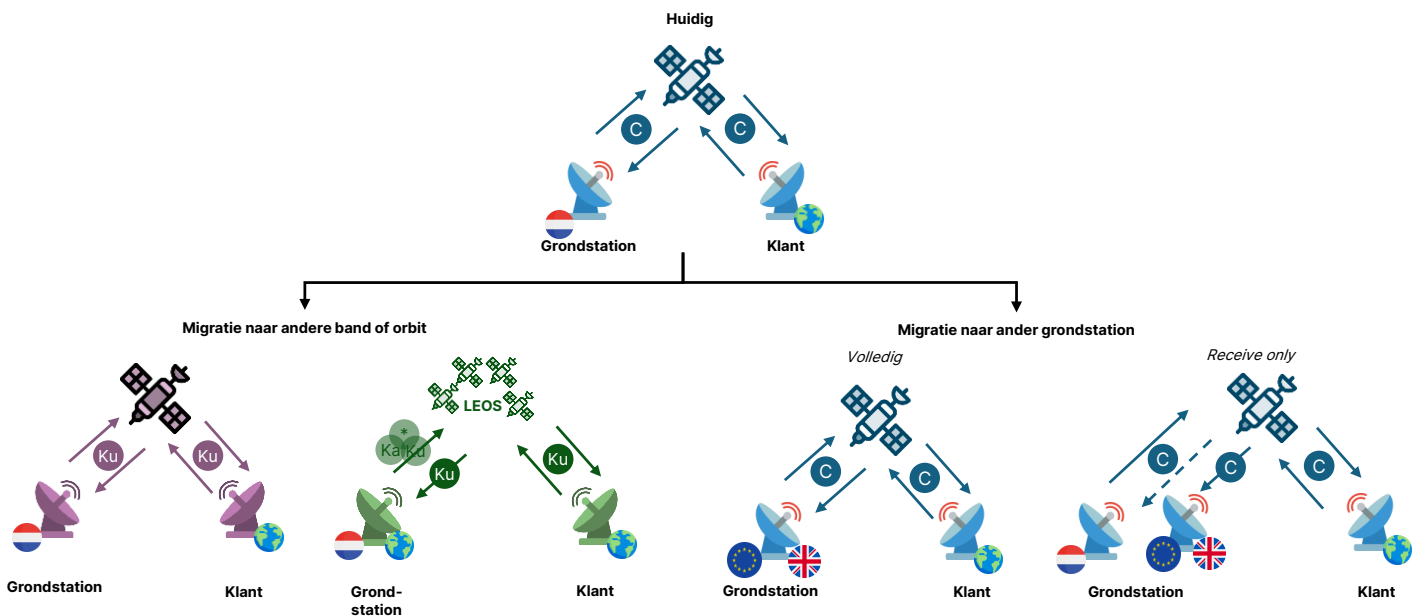 Huidig
C
C
Grondstation
Klant
Migratie naar andere band of orbit
Migratie naar ander grondstation
Volledig
Receive only
LEOS
*
Ka
Ku
Ku
Ku
Ku
Ku
C
C
C
C
C
Grondstation
Klant
Grond-
station
Klant
Grondstation
Klant
Grondstation
Klant